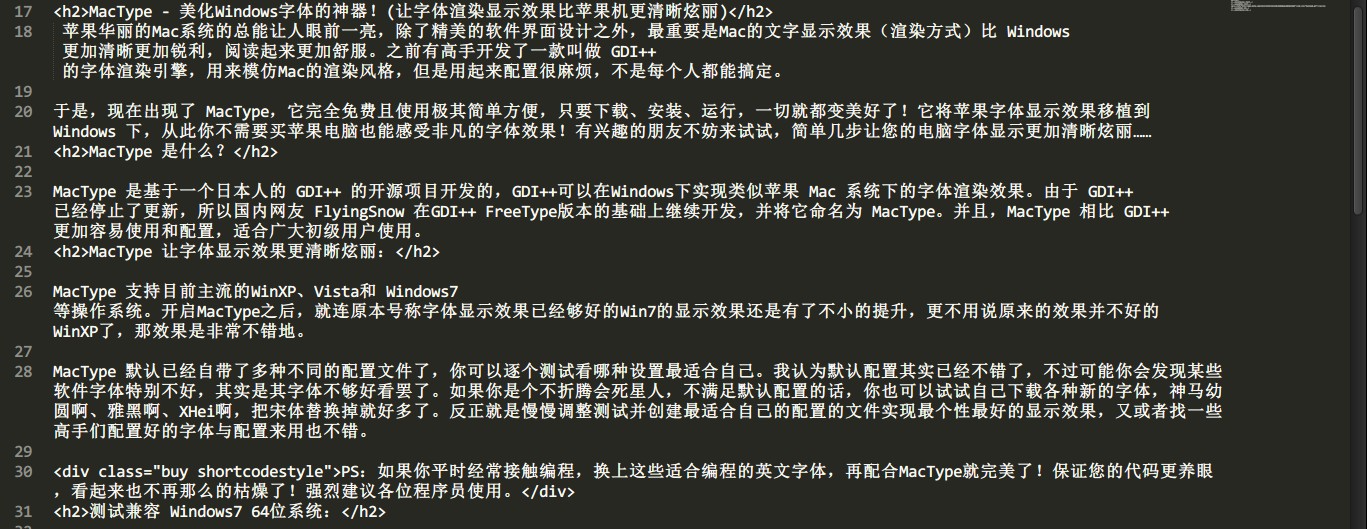 17 <h2>MacType - 美化Windows字体的神器！(让字体渲染显示效果比苹果机更清晰炫丽)</h2>
18 苹果华丽的Mac系统的总能让人眼前一亮，除了精美的软件界面设计之外，最重要是Mac的文字显示效果（渲染方式）比 Windows
更加清晰更加锐利，阅读起来更加舒服。之前有高手开发了一款叫做 GDI++
的字体渲染引擎，用来模仿Mac的渲染风格，但是用起来配置很麻烦，不是每个人都能搞定。
19
20 于是，现在出现了 MacType，它完全免费且使用极其简单方便，只要下载、安装、运行，一切就都变美好了！它将苹果字体显示效果移植到
Windows 下，从此你不需要买苹果电脑也能感受非凡的字体效果！有兴趣的朋友不妨来试试，简单几步让您的电脑字体显示更加清晰炫丽……
21 <h2>MacType 是什么？</h2>
22
23 MacType 是基于一个日本人的 GDI++ 的开源项目开发的，GDI++可以在Windows下实现类似苹果 Mac 系统下的字体渲染效果。由于 GDI++
已经停止了更新，所以国内网友 FlyingSnow 在GDI++ FreeType版本的基础上继续开发，并将它命名为 MacType。并且，MacType 相比 GDI++
更加容易使用和配置，适合广大初级用户使用。
24 <h2>MacType 让字体显示效果更清晰炫丽：</h2>
25
26 MacType 支持目前主流的WinXP、Vista和 Windows7
等操作系统。开启MacType之后，就连原本号称字体显示效果已经够好的Win7的显示效果还是有了不小的提升，更不用说原来的效果并不好的
WinXP了，那效果是非常不错地。
27
28 MacType 默认已经自带了多种不同的配置文件了，你可以逐个测试看哪种设置最适合自己。我认为默认配置其实已经不错了，不过可能你会发现某些
软件字体特别不好，其实是其字体不够好看罢了。如果你是个不折腾会死星人，不满足默认配置的话，你也可以试试自己下载各种新的字体，神马幼
圆啊、雅黑啊、XHei啊，把宋体替换掉就好多了。反正就是慢慢调整测试并创建最适合自己的配置的文件实现最个性最好的显示效果，又或者找一些
高手们配置好的字体与配置来用也不错。
29
30 <div class="buy shortcodestyle">PS：如果你平时经常接触编程，换上这些适合编程的英文字体，再配合MacType就完美了！保证您的代码更养眼
，看起来也不再那么的枯燥了！强烈建议各位程序员使用。</div>
31 <h2>测试兼容 Windows7 64位系统：</h2>